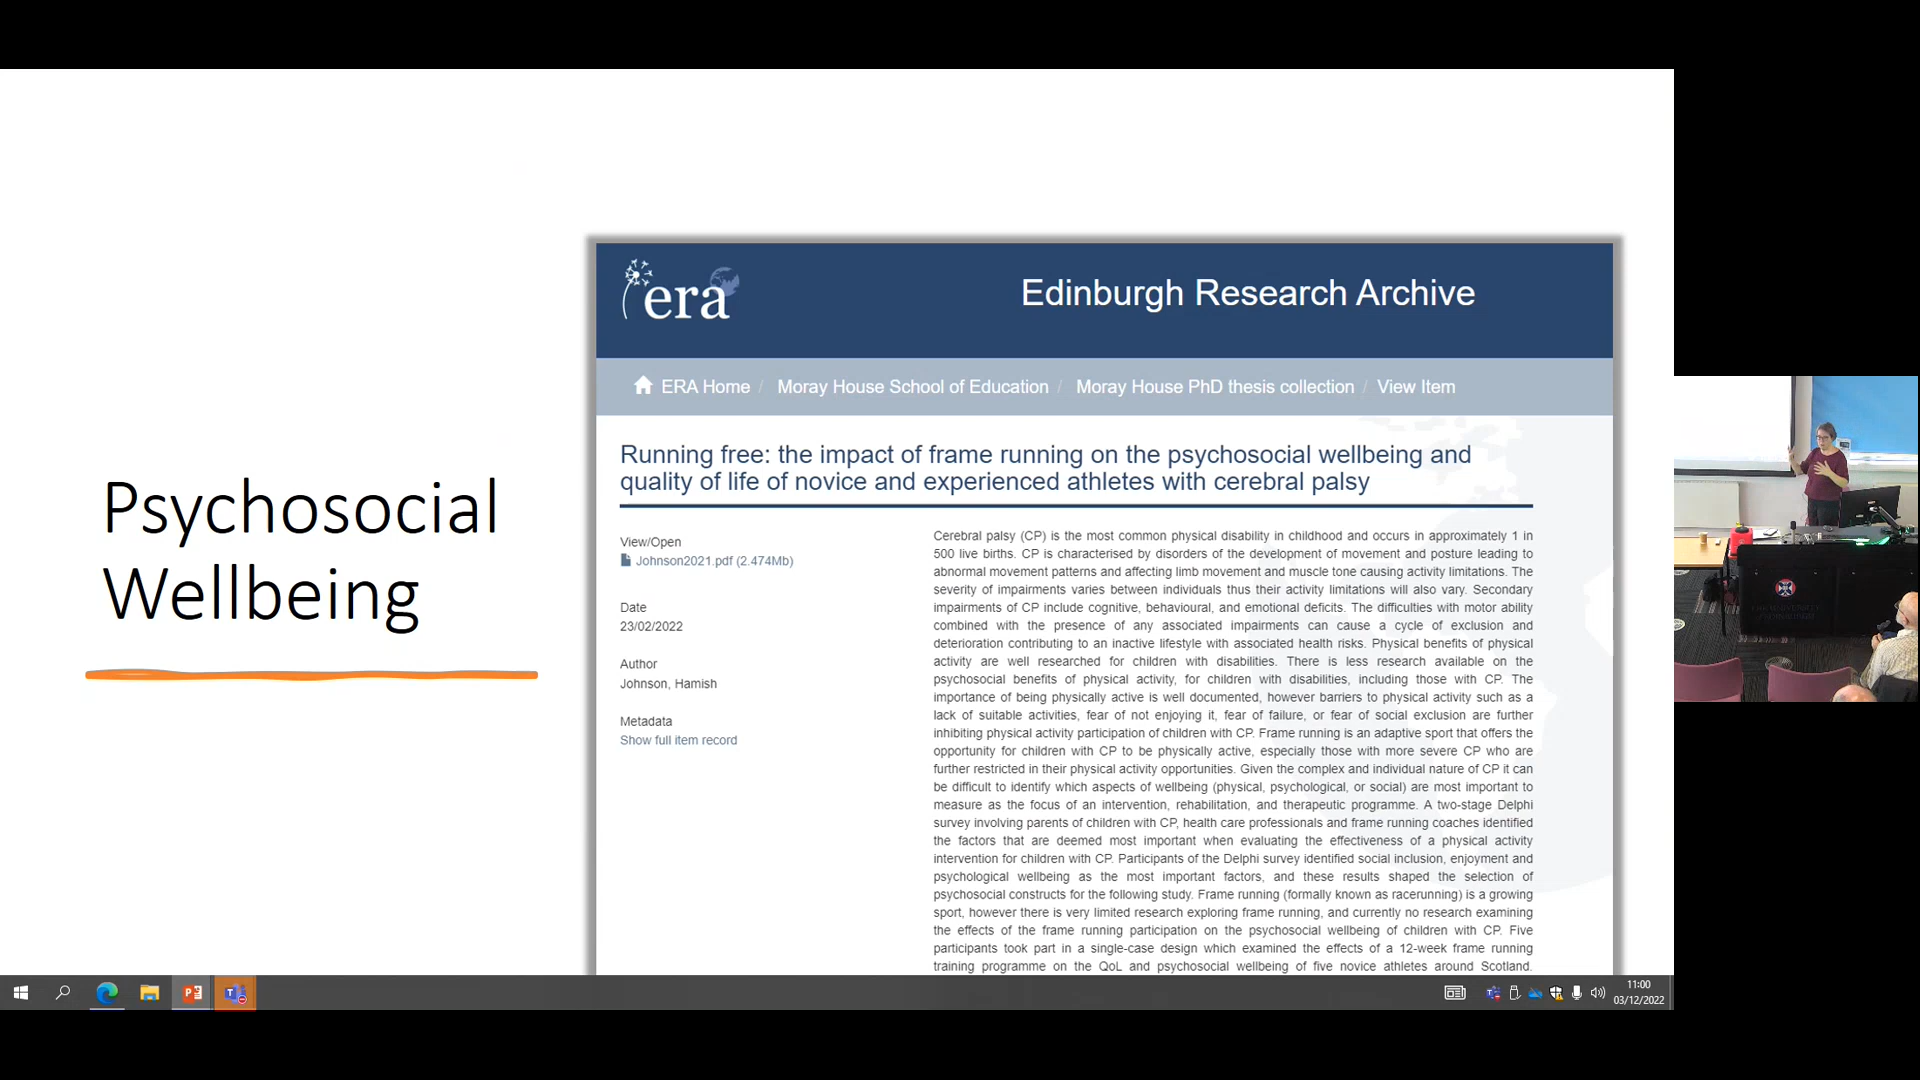 Psychosocial
Wellbeing
era
Edinburgh Research Archive
ERA Home / Moray House School of Education / Moray House PhD thesis collection / View Item
Running free: the impact of frame running on the psychosocial wellbeing and
quality of life of novice and experienced athletes with cerebral palsy
View/Open
Johnson2021.pdf (2.474Mb)
Date
23/02/2022
Author
Johnson, Hamish
Metadata
Show full item record
Cerebral palsy (CP) is the most common physical disability in childhood and occurs in approximately 1 in
500 live births. CP is characterised by disorders of the development of movement and posture leading to
abnormal movement patterns and affecting limb movement and muscle tone causing activity limitations. The
severity of impairments varies between individuals thus their activity limitations will also vary. Secondary
impairments of CP include cognitive, behavioural, and emotional deficits. The difficulties with motor ability
combined with the presence of any associated impairments can cause a cycle of exclusion and
deterioration contributing to an inactive lifestyle with associated health risks. Physical benefits of physical
activity are well researched for children with disabilities. There is less research available on the
psychosocial benefits of physical activity, for children with disabilities, including those with CP. The
importance of being physically active is well documented, however barriers to physical activity such as a
lack of suitable activities, fear of not enjoying it, fear of failure, or fear of social exclusion are further
inhibiting physical activity participation of children with CP. Frame running is an adaptive sport that offers the
opportunity for children with CP to be physically active, especially those with more severe CP who are
further restricted in their physical activity opportunities. Given the complex and individual nature of CP it can
be difficult to identify which aspects of wellbeing (physical, psychological, or social) are most important to
measure as the focus of an intervention, rehabilitation, and therapeutic programme. A two-stage Delphi
survey involving parents of children with CP, health care professionals and frame running coaches identified
the factors that are deemed most important when evaluating the effectiveness of a physical activity
intervention for children with CP. Participants of the Delphi survey identified social inclusion, enjoyment and
psychological wellbeing as the most important factors, and these results shaped the selection of
psychosocial constructs for the following study. Frame running (formally known as racerunning) is a growing
sport, however there is very limited research exploring frame running, and currently no research examining
the effects of the frame running participation on the psychosocial wellbeing of children with CP. Five
participants took part in a single-case design which examined the effects of a 12-week frame running
training programme on the QoL and psychosocial wellbeing of five novice athletes around Scotland.
11:00
03/12/2022